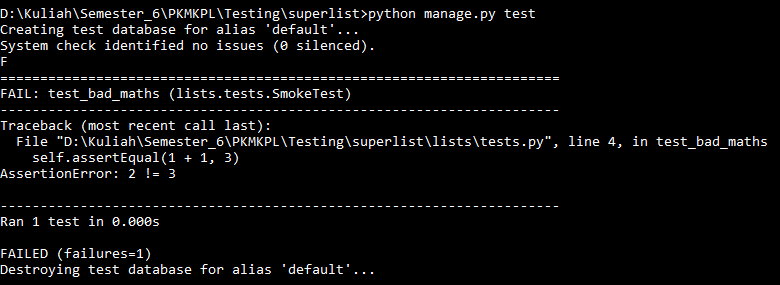 D:\Kuliah\Semester_6\PKMKPL\Testing\superlist>python manage.py test
Creating test database for alias 'default'...
System check identified no issues (0 silenced).
F
======================================================================
FAIL: test_bad_maths (lists.tests.SmokeTest)
----------------------------------------------------------------------
Traceback (most recent call last):
  File "D:\Kuliah\Semester_6\PKMKPL\Testing\superlist\lists\tests.py", line 4, in test_bad_maths
    self.assertEqual(1 + 1, 3)
AssertionError: 2 != 3

----------------------------------------------------------------------
Ran 1 test in 0.000s

FAILED (failures=1)
Destroying test database for alias 'default'...